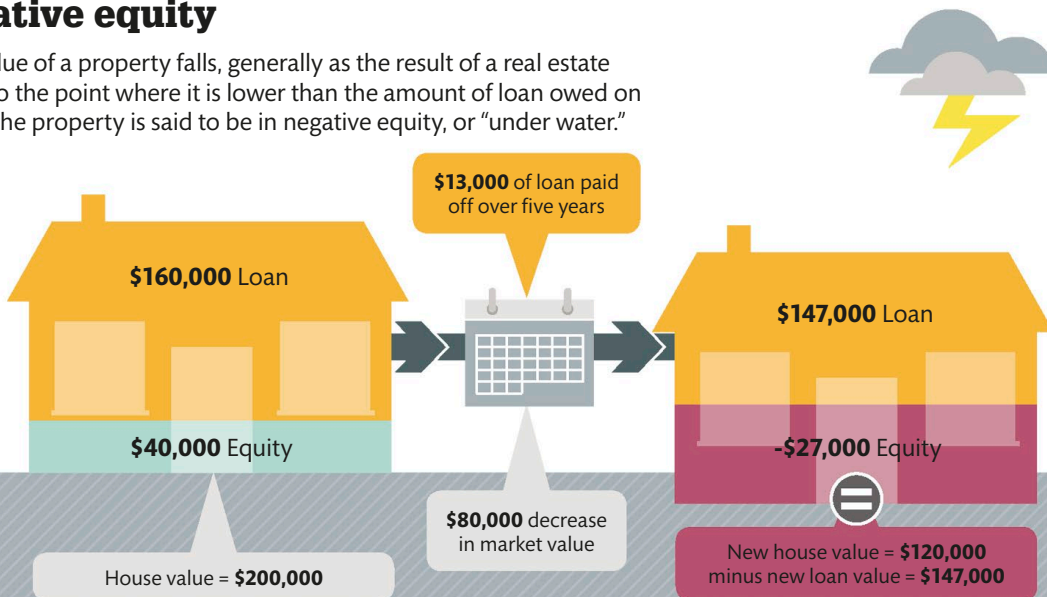 ative equity
lue of a property falls, generally as the result of a real estate
o the point where it is lower than the amount of loan owed on
he property is said to be in negative equity, or “under water.”
$13,000 of loan paid
off over five years
$160,000 Loan
$147,000 Loan
$40,000 Equity
-$27,000 Equity
$80,000 decrease
in market value
House value = $200,000
New house value = $120,000
minus new loan value = $147,000